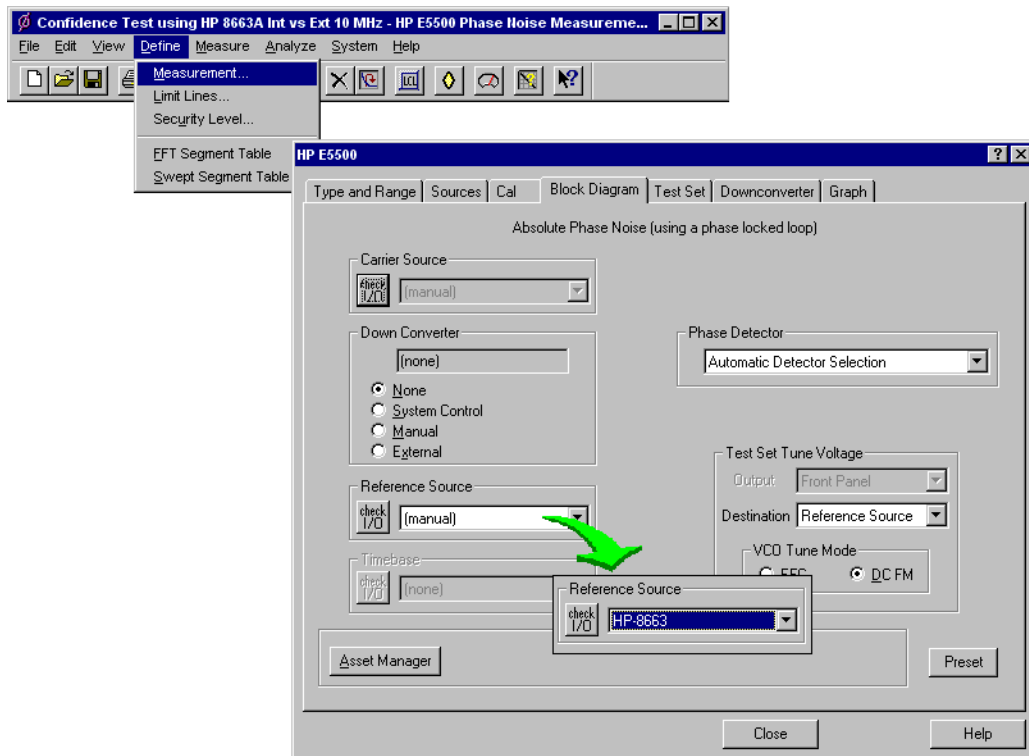 Confidence Test using HP 8663A Int vs Ext 10 MHz - HP E5500 Phase Noise Measureme...
File Edit View Define Measure Analyze System Help
Measurement...
Limit Lines...
Security Level...
FFT Segment Table
Swept Segment Table
HP E5500
Type and Range Sources Cal Block Diagram Test Set Downconverter Graph
Absolute Phase Noise (using a phase locked loop)
Carrier Source
check I/O (manual)
Down Converter
(none)
None
System Control
Manual
External
Phase Detector
Automatic Detector Selection
Reference Source
check I/O (manual)
Timebase
check I/O (none)
Test Set Tune Voltage
Output Front Panel
Destination Reference Source
VCO Tune Mode
DC FM
Reference Source
check I/O HP-8663
Asset Manager
Preset
Close Help